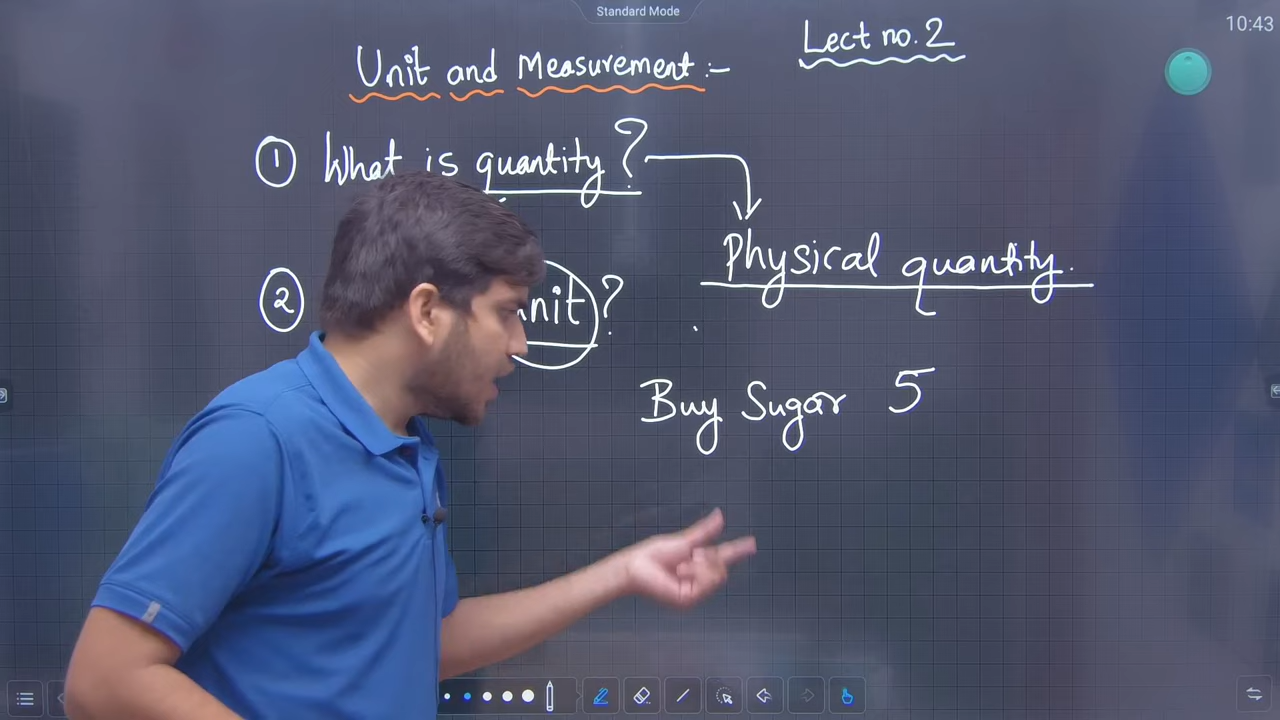 Standard Mode
10:43
Lect no. 2
Unit and Measurement :-
① What is quantity ?
Physical quantity.
② unit ?
Buy Sugar 5